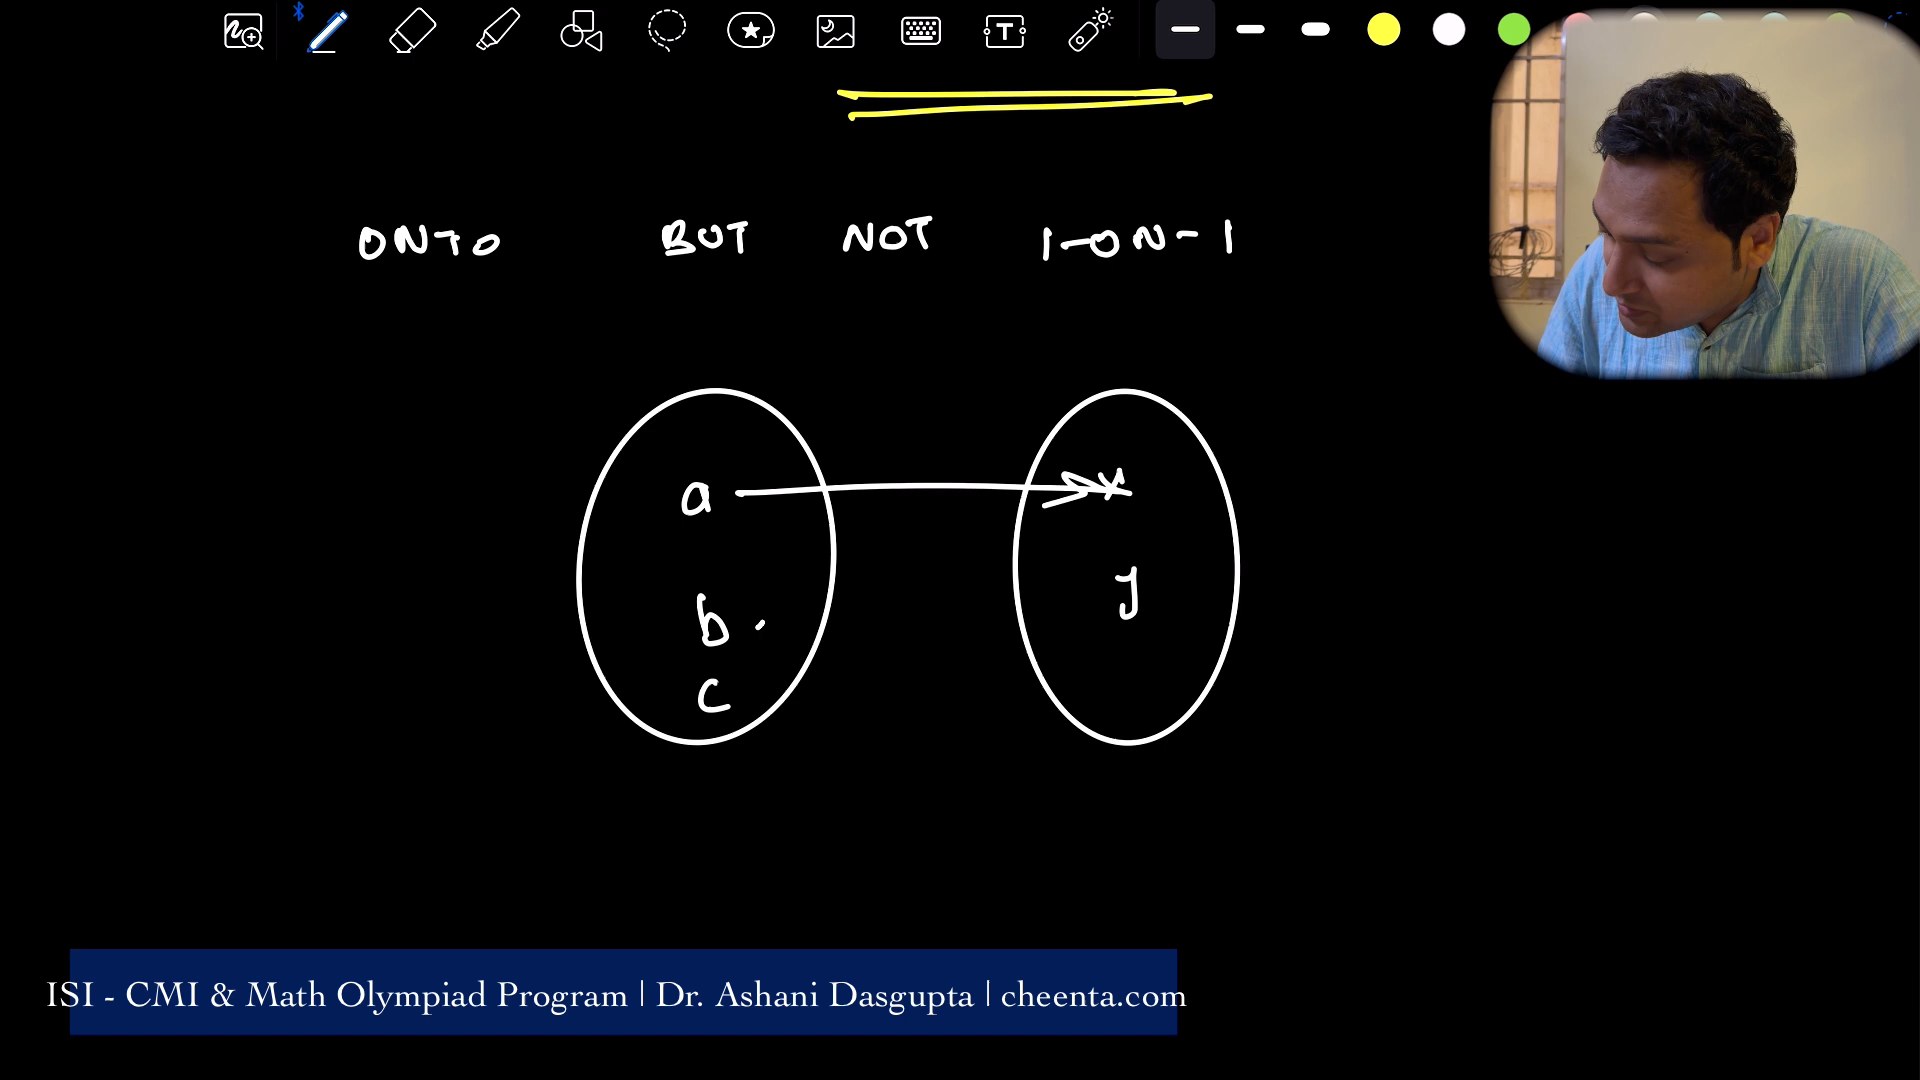 T
ONTO BUT NOT 1-ON-1
a x
b . y
c
ISI - CMI & Math Olympiad Program | Dr. Ashani Dasgupta | cheenta.com